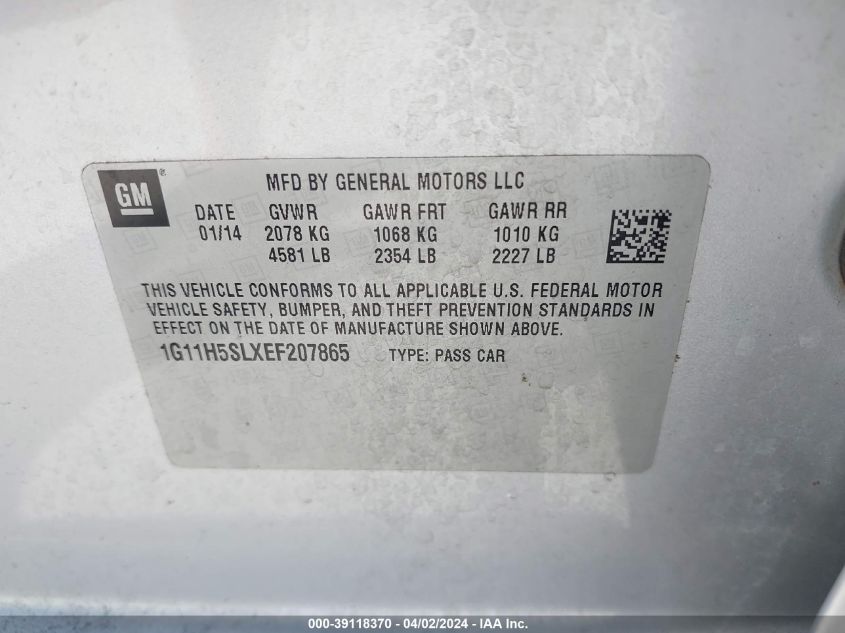 GM ® MFD BY GENERAL MOTORS LLC
DATE GVWR GAWR FRT GAWR RR
01/14 2078 KG 1068 KG 1010 KG
4581 LB 2354 LB 2227 LB
THIS VEHICLE CONFORMS TO ALL APPLICABLE U.S. FEDERAL MOTOR
VEHICLE SAFETY, BUMPER, AND THEFT PREVENTION STANDARDS IN
EFFECT ON THE DATE OF MANUFACTURE SHOWN ABOVE.
1G11H5SLXEF207865 TYPE: PASS CAR
000-39118370 - 04/02/2024 - IAA Inc.